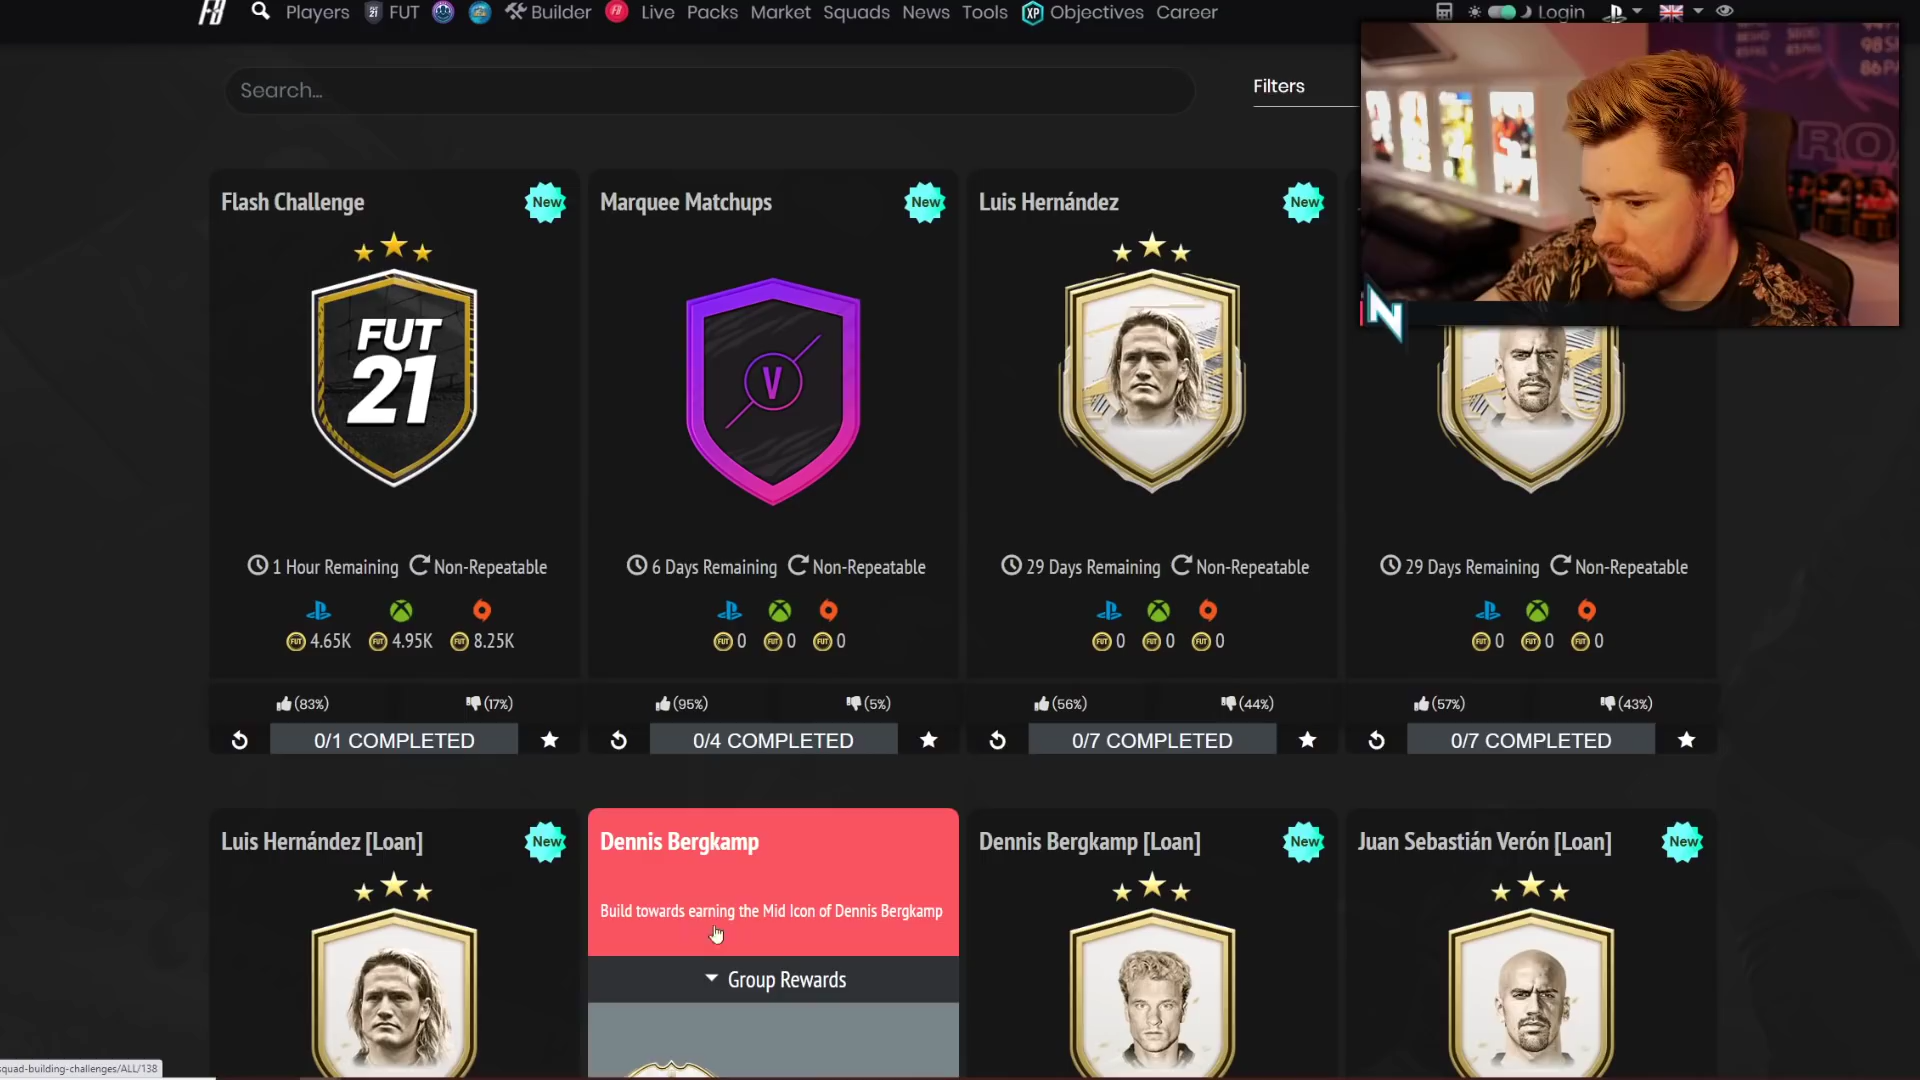 Players 21 FUT Builder Live Packs Market Squads News Tools XP Objectives Career Login
Search...
Filters
Flash Challenge New
FUT
21
1 Hour Remaining Non-Repeatable
4.65K 4.95K 8.25K
(83%) (17%)
0/1 COMPLETED
Marquee Matchups New
V
6 Days Remaining Non-Repeatable
0 0 0
(95%) (5%)
0/4 COMPLETED
Luis Hernández New
29 Days Remaining Non-Repeatable
0 0 0
(56%) (44%)
0/7 COMPLETED
29 Days Remaining Non-Repeatable
0 0 0
(57%) (43%)
0/7 COMPLETED
Luis Hernández [Loan] New
Dennis Bergkamp
Build towards earning the Mid Icon of Dennis Bergkamp
Group Rewards
Dennis Bergkamp [Loan] New
Juan Sebastián Verón [Loan] New
squad-building-challenges/ALL/138
N